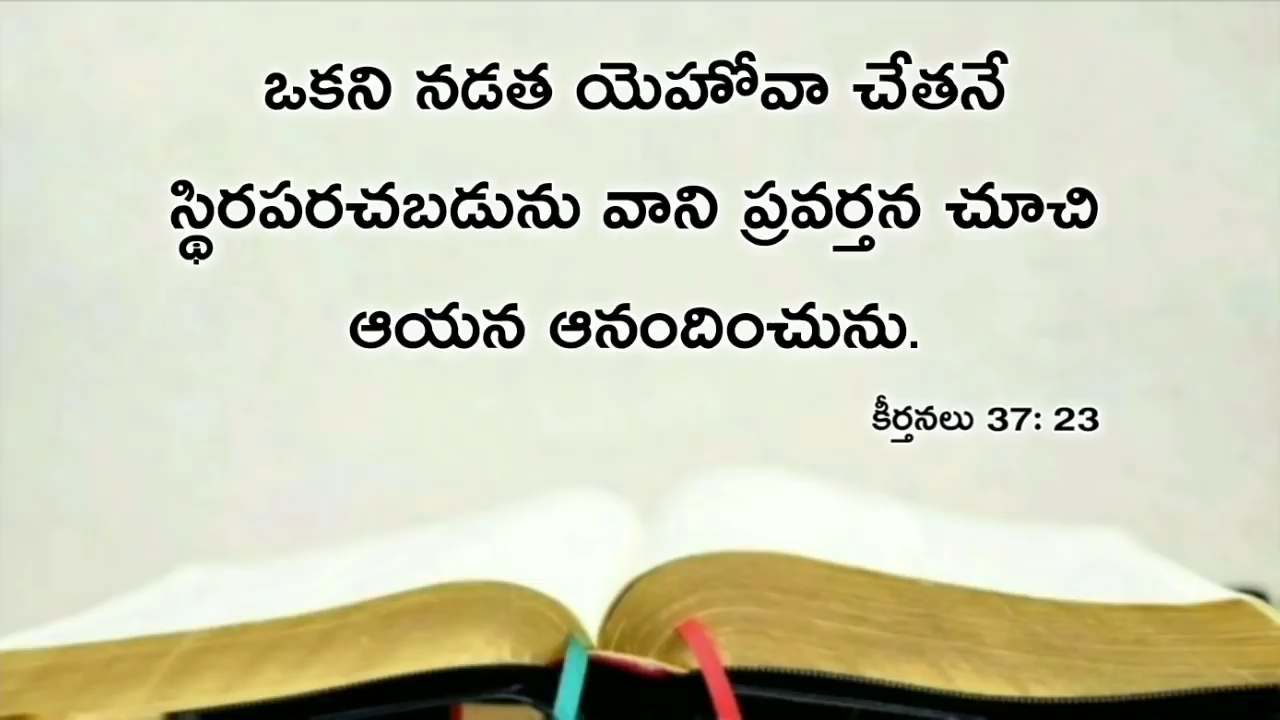 ఒకని నడత యెహోవా చేతనే
స్థిరపరచబడును వాని ప్రవర్తన చూచి
ఆయన ఆనందించును.
కీర్తనలు 37: 23